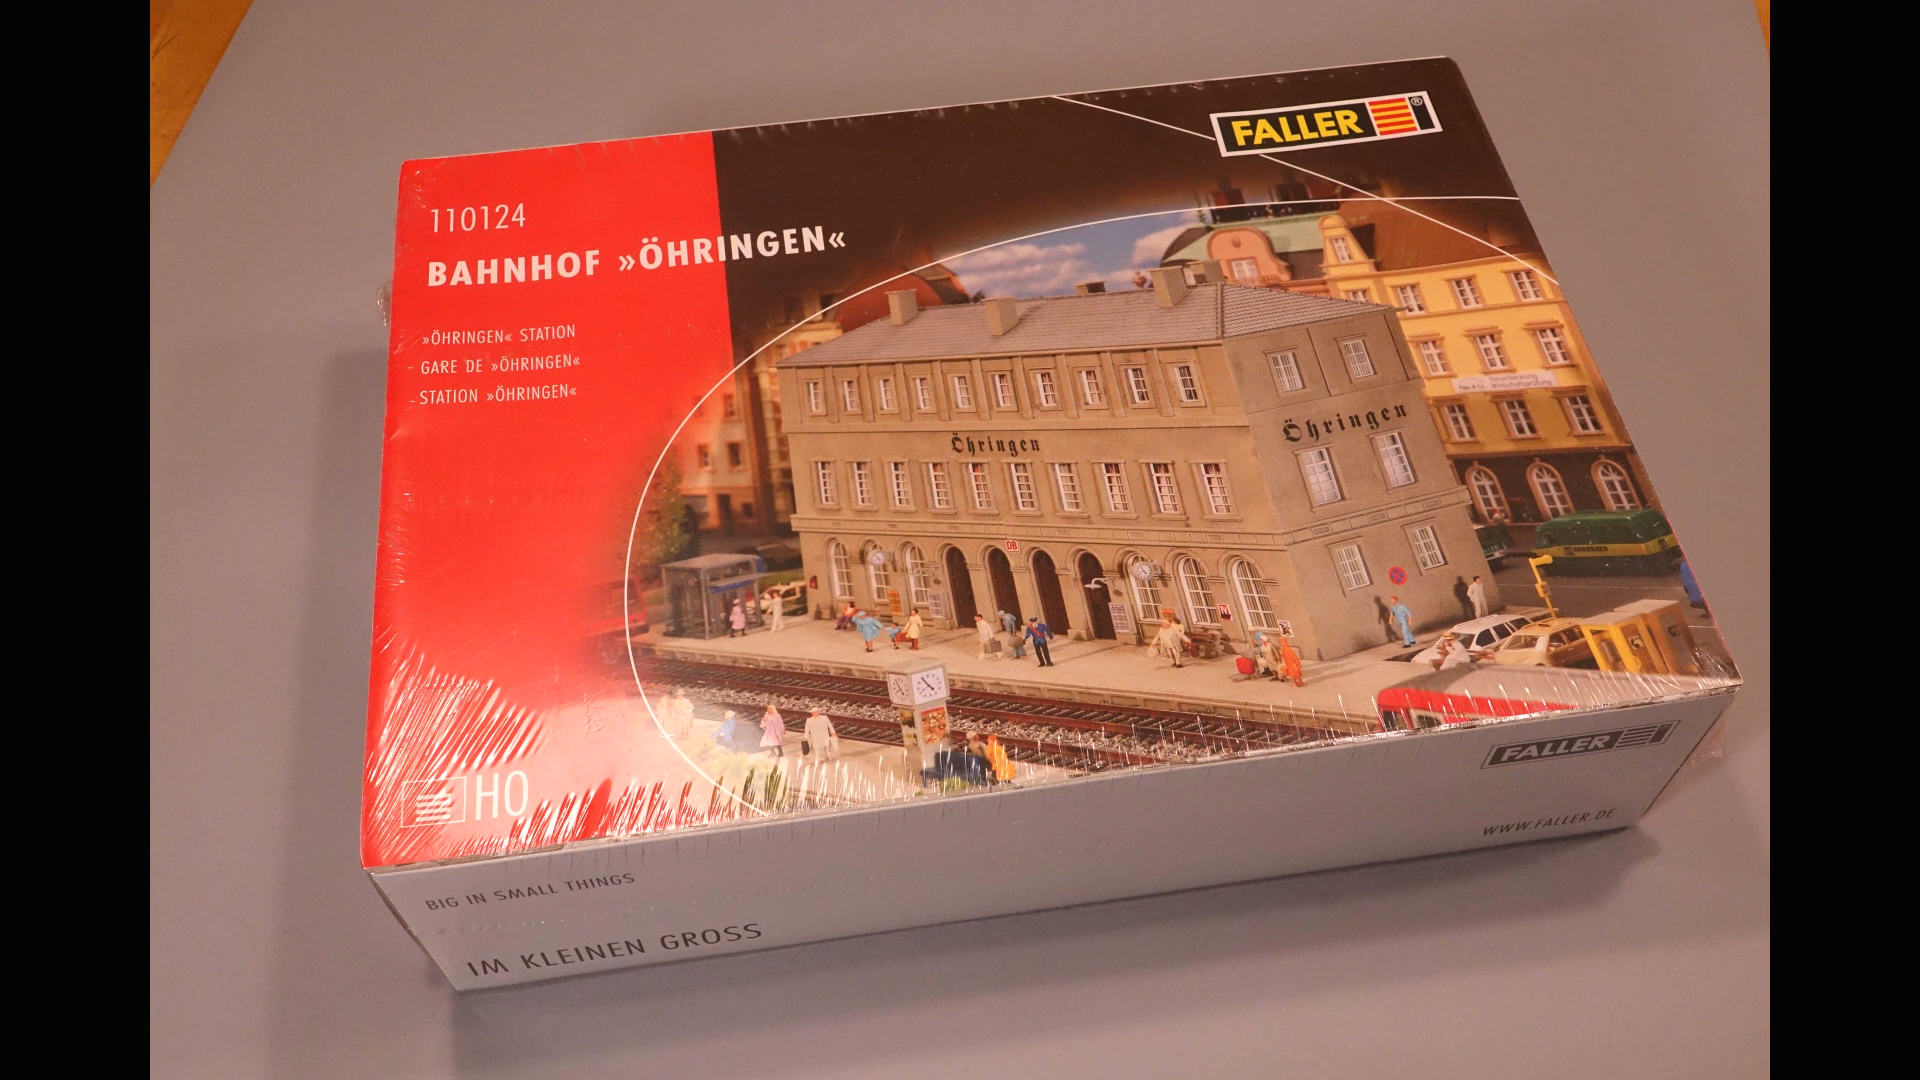 FALLER®
110124
BAHNHOF »ÖHRINGEN«
»ÖHRINGEN« STATION
GARE DE »ÖHRINGEN«
STATION »ÖHRINGEN«
Öhringen
Öhringen
DB
H0
FALLER
WWW.FALLER.DE
BIG IN SMALL THINGS
IM KLEINEN GROSS